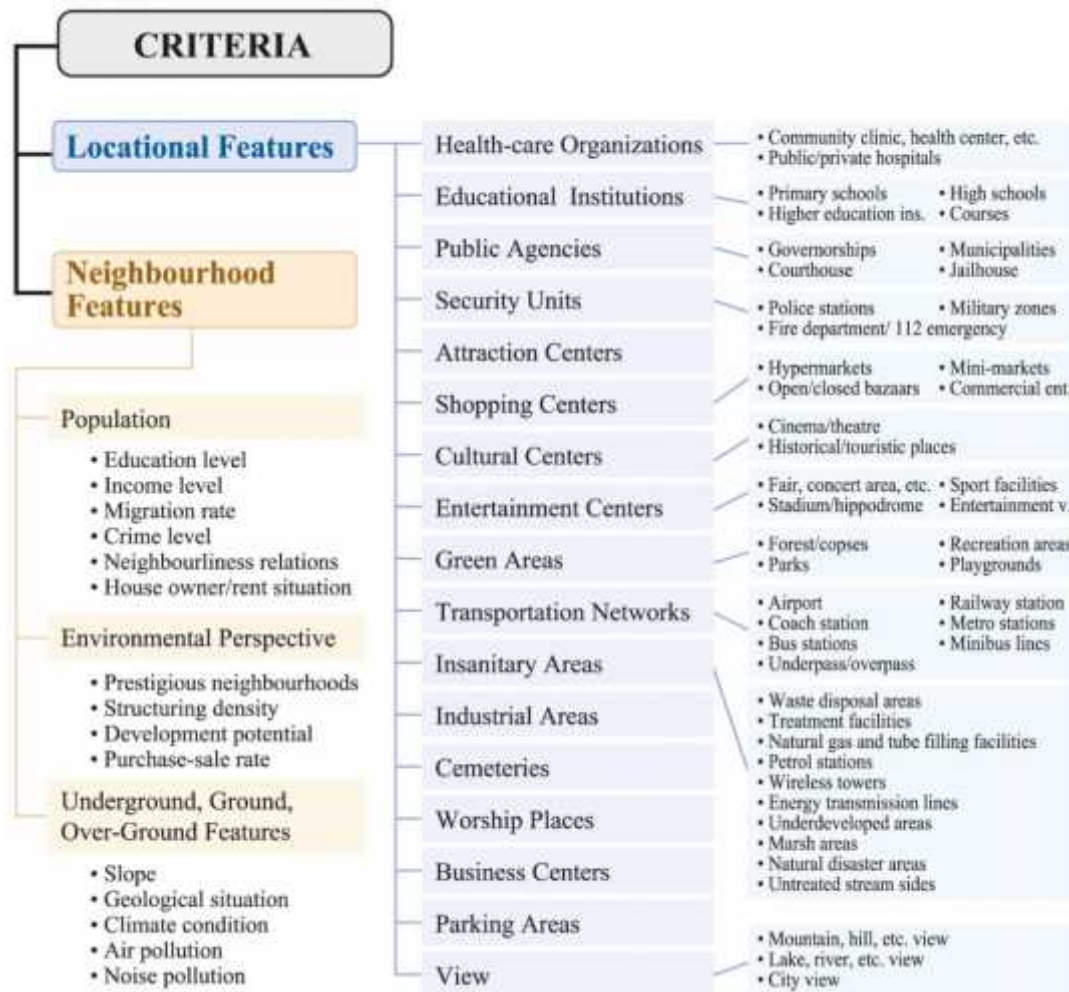 CRITERIA
Locational Features
Neighbourhood
Features
Population
• Education level
• Income level
• Migration rate
• Crime level
• Neighbourliness relations
• House owner/rent situation
Environmental Perspective
• Prestigious neighbourhoods
• Structuring density
• Development potential
• Purchase-sale rate
Underground, Ground,
Over-Ground Features
• Slope
• Geological situation
• Climate condition
• Air pollution
• Noise pollution
Health-care Organizations
• Community clinic, health center, etc.
• Public/private hospitals
Educational Institutions
• Primary schools • High schools
• Higher education ins. • Courses
Public Agencies
• Governorships • Municipalities
• Courthouse • Jailhouse
Security Units
• Police stations • Military zones
• Fire department/ 112 emergency
Attraction Centers
Shopping Centers
• Hypermarkets • Mini-markets
• Open/closed bazaars • Commercial ent.
Cultural Centers
• Cinema/theatre
• Historical/touristic places
Entertainment Centers
• Fair, concert area, etc. • Sport facilities
• Stadium/hippodrome • Entertainment v.
Green Areas
• Forest/copses • Recreation areas
• Parks • Playgrounds
Transportation Networks
• Airport • Railway station
• Coach station • Metro stations
• Bus stations • Minibus lines
• Underpass/overpass
Insanitary Areas
• Waste disposal areas
• Treatment facilities
• Natural gas and tube filling facilities
• Petrol stations
• Wireless towers
• Energy transmission lines
• Underdeveloped areas
• Marsh areas
• Natural disaster areas
• Untreated stream sides
Industrial Areas
Cemeteries
Worship Places
Business Centers
Parking Areas
View
• Mountain, hill, etc. view
• Lake, river, etc. view
• City view